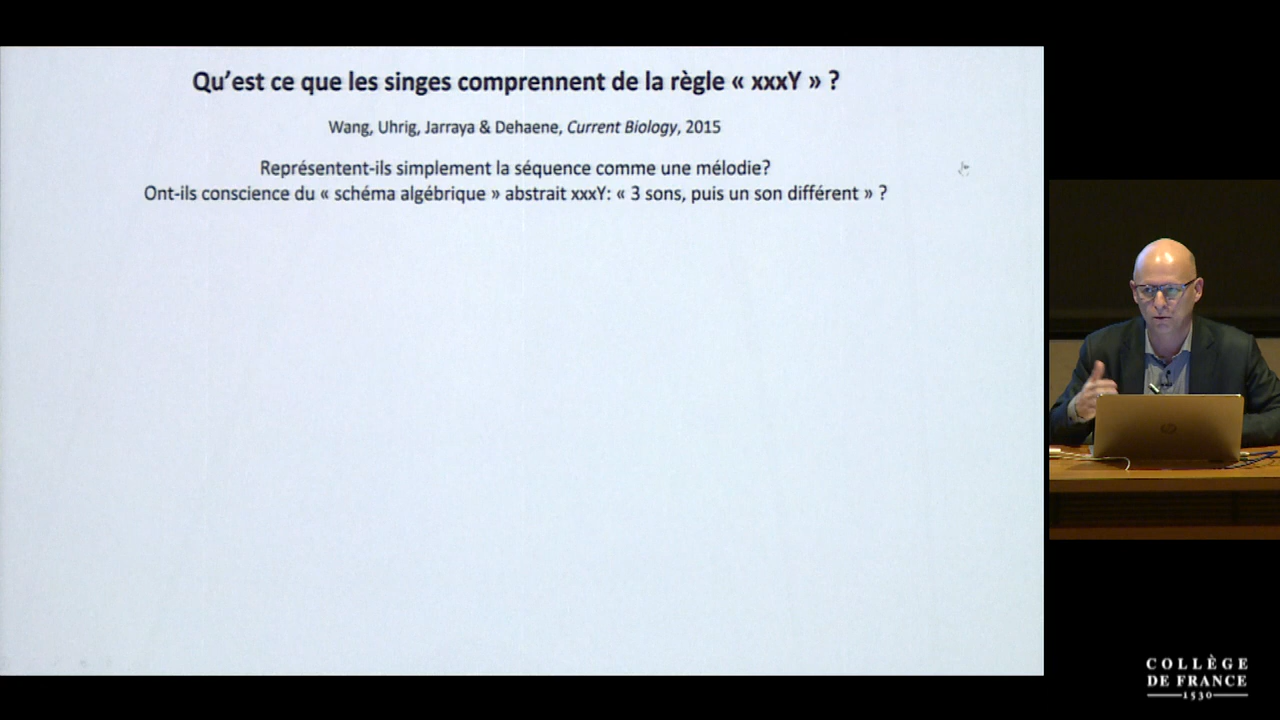 Qu'est ce que les singes comprennent de la règle « xxxY » ?
Wang, Uhrig, Jarraya & Dehaene, Current Biology, 2015
Représentent-ils simplement la séquence comme une mélodie?
Ont-ils conscience du « schéma algébrique » abstrait xxxY: « 3 sons, puis un son différent » ?
COLLÈGE
DE FRANCE
1530